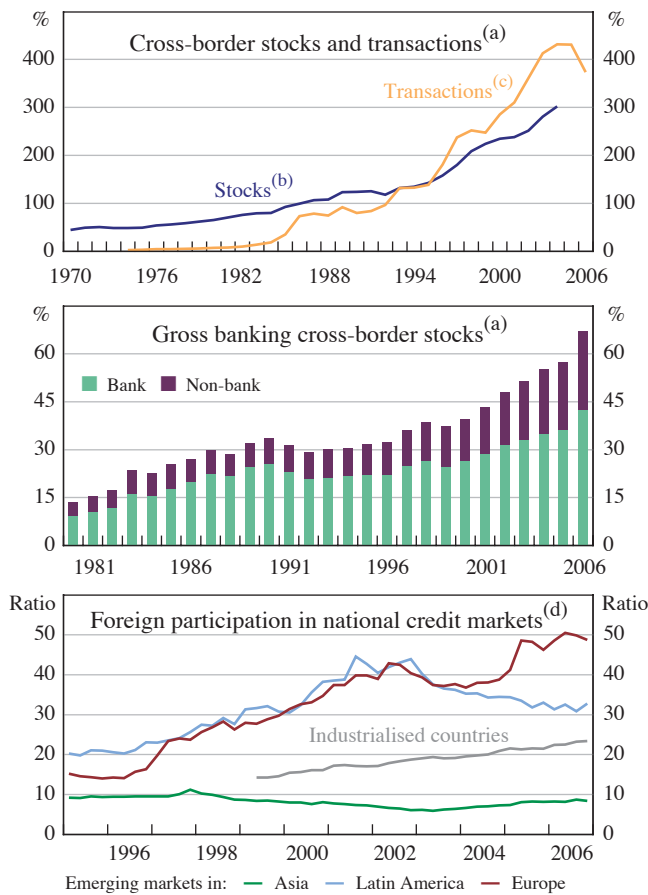 % Cross-border stocks and transactions(a) %
400 400
Transactions(c)
300 300
200 200
Stocks(b)
100 100
0 0
1970 1976 1982 1988 1994 2000 2006
% Gross banking cross-border stocks(a) %
60 60
Bank Non-bank
45 45
30 30
15 15
0 0
1981 1986 1991 1996 2001 2006
Ratio Foreign participation in national credit markets(d) Ratio
50 50
40 40
30 30
Industrialised countries
20 20
10 10
0 0
1996 1998 2000 2002 2004 2006
Emerging markets in: Asia Latin America Europe